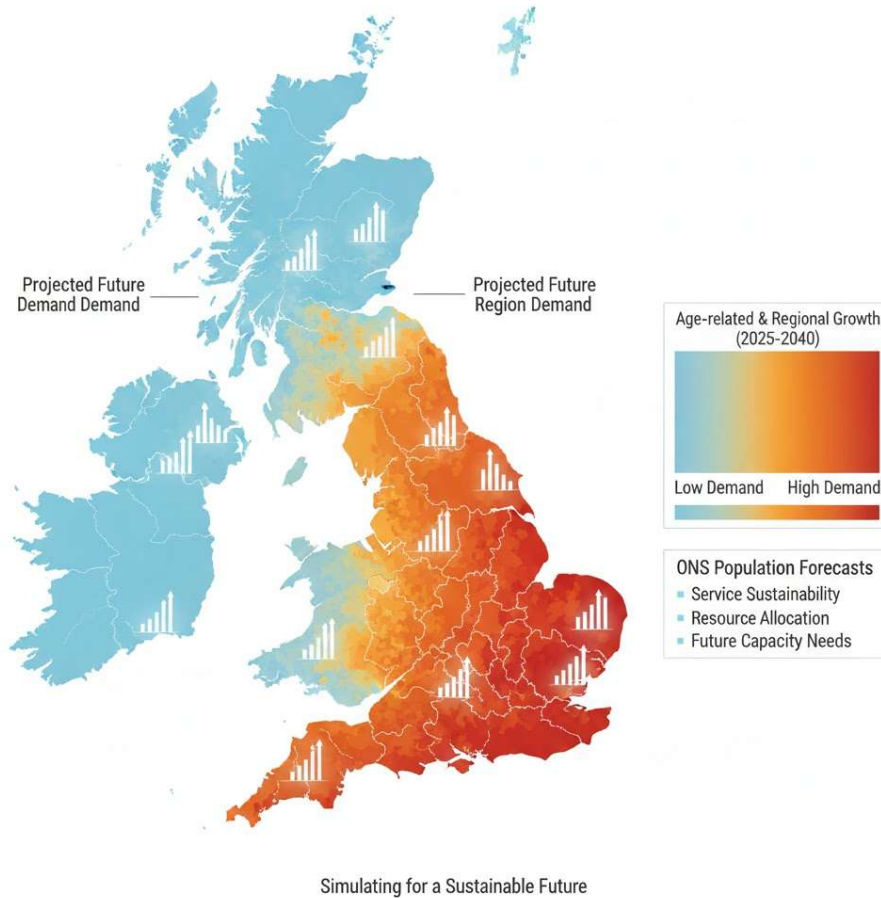 Projected Future
Demand Demand
Projected Future
Region Demand
Age-related & Regional Growth
(2025-2040)
Low Demand
High Demand
ONS Population Forecasts
Service Sustainability
Resource Allocation
Future Capacity Needs
Simulating for a Sustainable Future